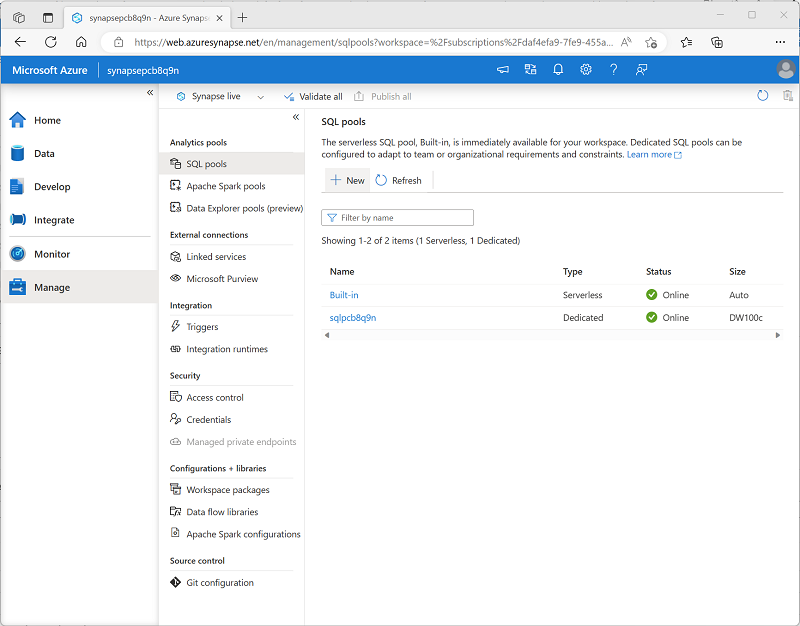 synapsepcb8q9n - Azure Synaps
https://web.azuresynapse.net/en/management/sqlpools?workspace=%2Fsubscriptions%2Fdaf4efa9-7fe9-455a...
Microsoft Azure
synapsepcb8q9n
Synapse live
Validate all
Publish all
Home
Data
Develop
Integrate
Monitor
Manage
Analytics pools
SQL pools
Apache Spark pools
Data Explorer pools (preview)
External connections
Linked services
Microsoft Purview
Integration
Triggers
Integration runtimes
Security
Access control
Credentials
Managed private endpoints
Configurations + libraries
Workspace packages
Data flow libraries
Apache Spark configurations
Source control
Git configuration
SQL pools
The serverless SQL pool, Built-in, is immediately available for your workspace. Dedicated SQL pools can be
configured to adapt to team or organizational requirements and constraints. Learn more
New
Refresh
Filter by name
Showing 1-2 of 2 items (1 Serverless, 1 Dedicated)
Name Type Status Size
Built-in Serverless Online Auto
sqlpcb8q9n Dedicated Online DW100c